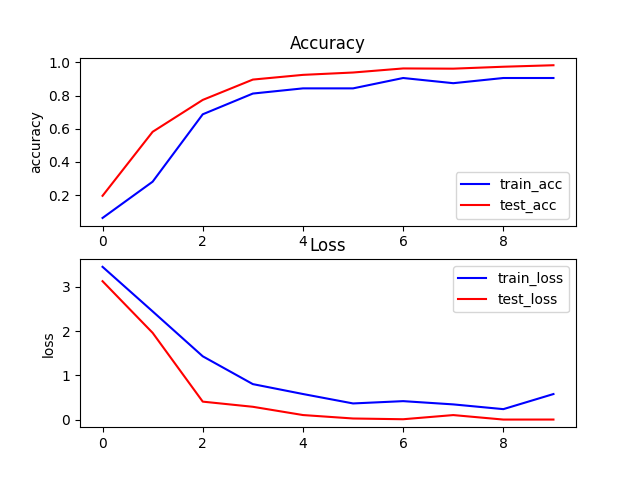 Accuracy
accuracy
1.0
0.8
0.6
0.4
0.2
train_acc
test_acc
0 2 4 6 8
Loss
loss
3
2
1
0
train_loss
test_loss
0 2 4 6 8